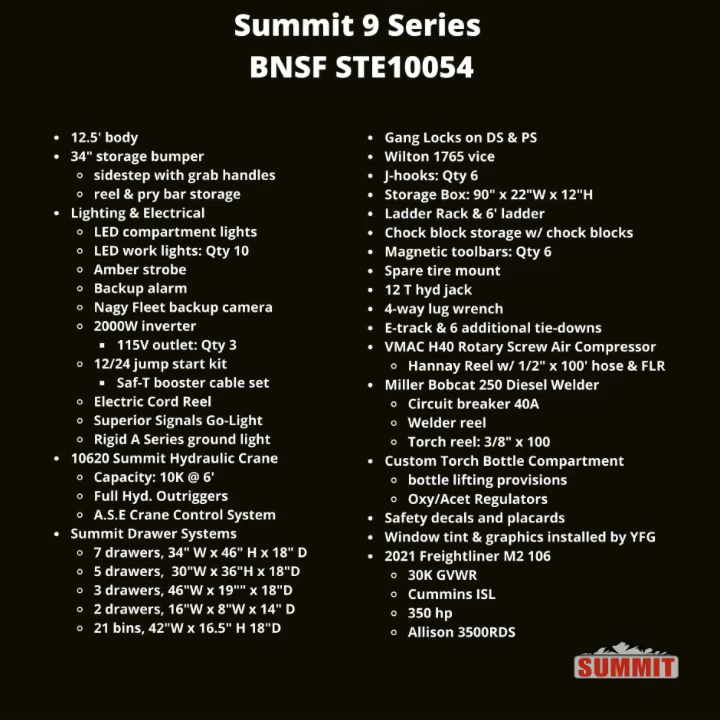 Summit 9 Series
BNSF STE10054
• 12.5' body
• 34" storage bumper
◦ sidestep with grab handles
◦ reel & pry bar storage
• Lighting & Electrical
◦ LED compartment lights
◦ LED work lights: Qty 10
◦ Amber strobe
◦ Backup alarm
◦ Nagy Fleet backup camera
◦ 2000W inverter
▪ 115V outlet: Qty 3
◦ 12/24 jump start kit
▪ Saf-T booster cable set
◦ Electric Cord Reel
◦ Superior Signals Go-Light
◦ Rigid A Series ground light
• 10620 Summit Hydraulic Crane
◦ Capacity: 10K @ 6'
◦ Full Hyd. Outriggers
◦ A.S.E Crane Control System
• Summit Drawer Systems
◦ 7 drawers, 34" W x 46" H x 18" D
◦ 5 drawers, 30"W x 36"H x 18"D
◦ 3 drawers, 46"W x 19"" x 18"D
◦ 2 drawers, 16"W x 8"W x 14" D
◦ 21 bins, 42"W x 16.5" H 18"D
• Gang Locks on DS & PS
• Wilton 1765 vice
• J-hooks: Qty 6
• Storage Box: 90" x 22"W x 12"H
• Ladder Rack & 6' ladder
• Chock block storage w/ chock blocks
• Magnetic toolbars: Qty 6
• Spare tire mount
• 12 T hyd jack
• 4-way lug wrench
• E-track & 6 additional tie-downs
• VMAC H40 Rotary Screw Air Compressor
◦ Hannay Reel w/ 1/2" x 100' hose & FLR
• Miller Bobcat 250 Diesel Welder
◦ Circuit breaker 40A
◦ Welder reel
◦ Torch reel: 3/8" x 100
• Custom Torch Bottle Compartment
◦ bottle lifting provisions
◦ Oxy/Acet Regulators
• Safety decals and placards
• Window tint & graphics installed by YFG
• 2021 Freightliner M2 106
◦ 30K GVWR
◦ Cummins ISL
◦ 350 hp
◦ Allison 3500RDS
SUMMIT